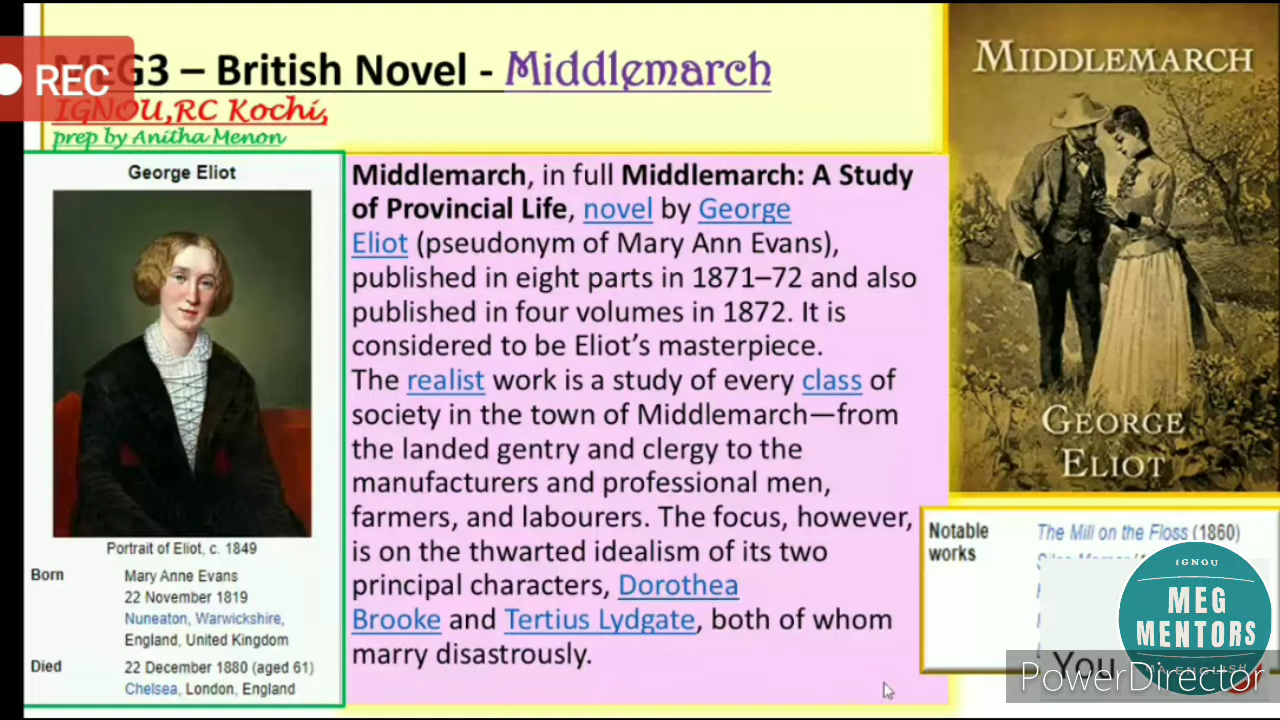 REC
MEG3 – British Novel - Middlemarch
IGNOU,RC Kochi,
prep by Anitha Menon
George Eliot
Portrait of Eliot, c. 1849
Born
Mary Anne Evans
22 November 1819
Nuneaton, Warwickshire,
England, United Kingdom
Died
22 December 1880 (aged 61)
Chelsea, London, England
Middlemarch, in full Middlemarch: A Study
of Provincial Life, novel by George
Eliot (pseudonym of Mary Ann Evans),
published in eight parts in 1871–72 and also
published in four volumes in 1872. It is
considered to be Eliot’s masterpiece.
The realist work is a study of every class of
society in the town of Middlemarch—from
the landed gentry and clergy to the
manufacturers and professional men,
farmers, and labourers. The focus, however,
is on the thwarted idealism of its two
principal characters, Dorothea
Brooke and Tertius Lydgate, both of whom
marry disastrously.
MIDDLEMARCH
GEORGE
ELIOT
Notable
works
The Mill on the Floss (1860)
IGNOU
MEG
MENTORS
MA ENGLISH
You
PowerDirector